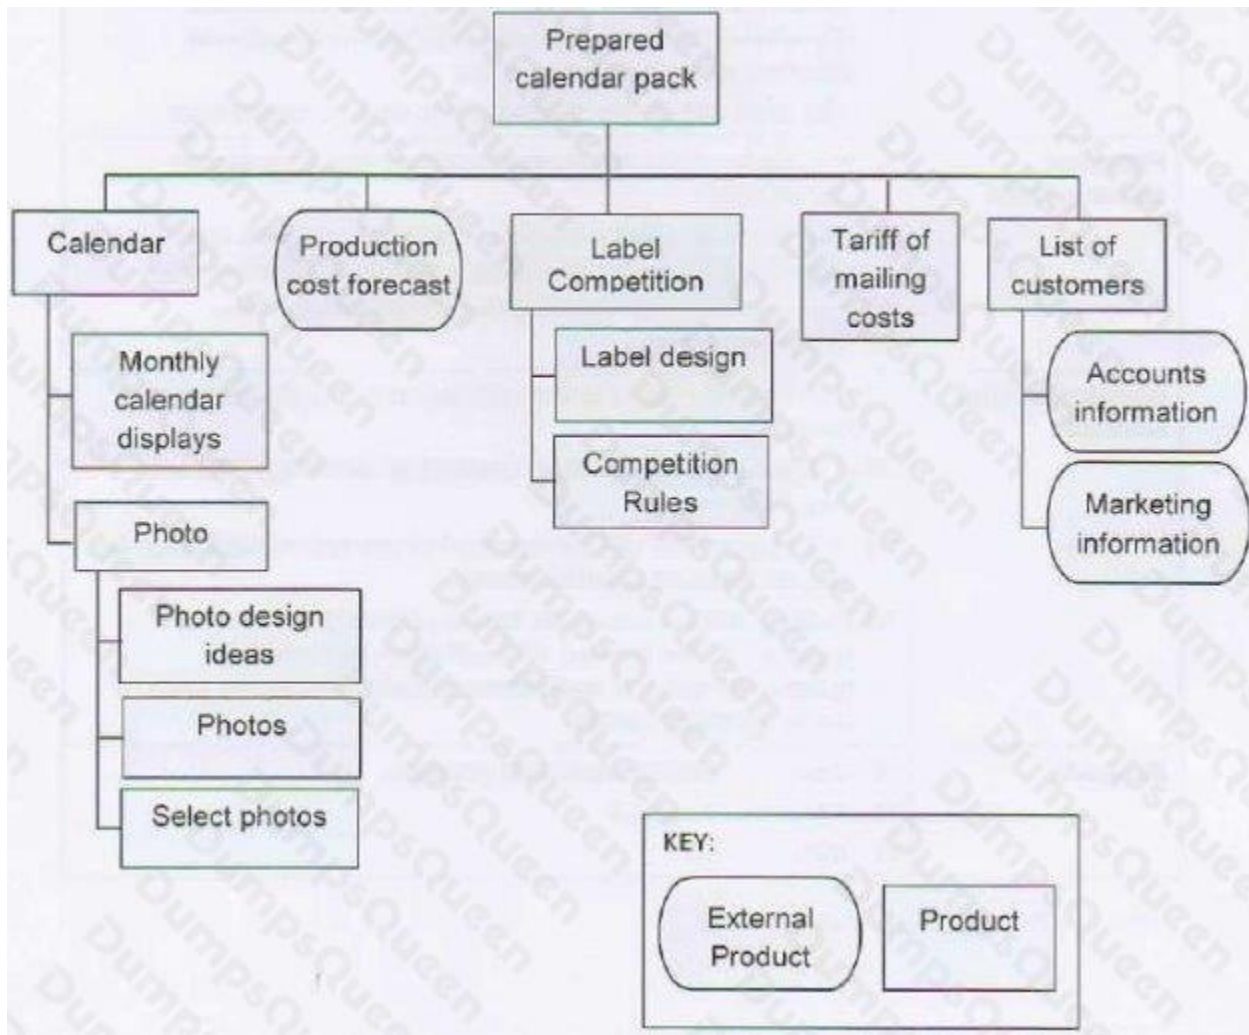 Prepared
calendar pack
Calendar
Production
cost forecast
Label
Competition
Tariff of
mailing
costs
List of
customers
Monthly
calendar
displays
Label design
Accounts
information
Competition
Rules
Marketing
information
Photo
Photo design
ideas
Photos
Select photos
KEY:
External
Product
Product
DumpsQueen